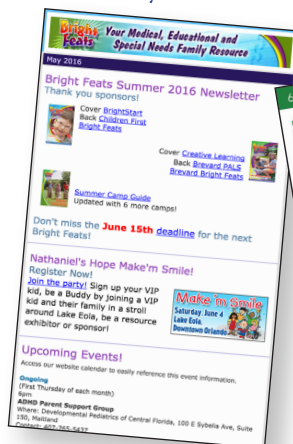 Bright Feats
Your Medical, Educational and
Special Needs Family Resource
May 2016
Bright Feats Summer 2016 Newsletter
Thank you sponsors!
Cover BrightStart
Back Children First
Bright Feats
Cover Creative Learning
Back Brevard PALS
Brevard Bright Feats
Summer Camp Guide
Updated with 6 more camps!
Don't miss the June 15th deadline for the next
Bright Feats!
Nathaniel's Hope Make'm Smile!
Register Now!
Join the party! Sign up your VIP
kid, be a Buddy by joining a VIP
kid and their family in a stroll
around Lake Eola, be a resource
exhibitor or sponsor!
Make 'm Smile
Saturday, June 4
Lake Eola,
Downtown Orlando
Upcoming Events!
Access our website calendar to easily reference this event information.
Ongoing
(First Thursday of each month)
6pm
ADHD Parent Support Group
Where: Developmental Pediatrics of Central Florida, 100 E Sybelia Ave, Suite
Contact: 407-265-5437